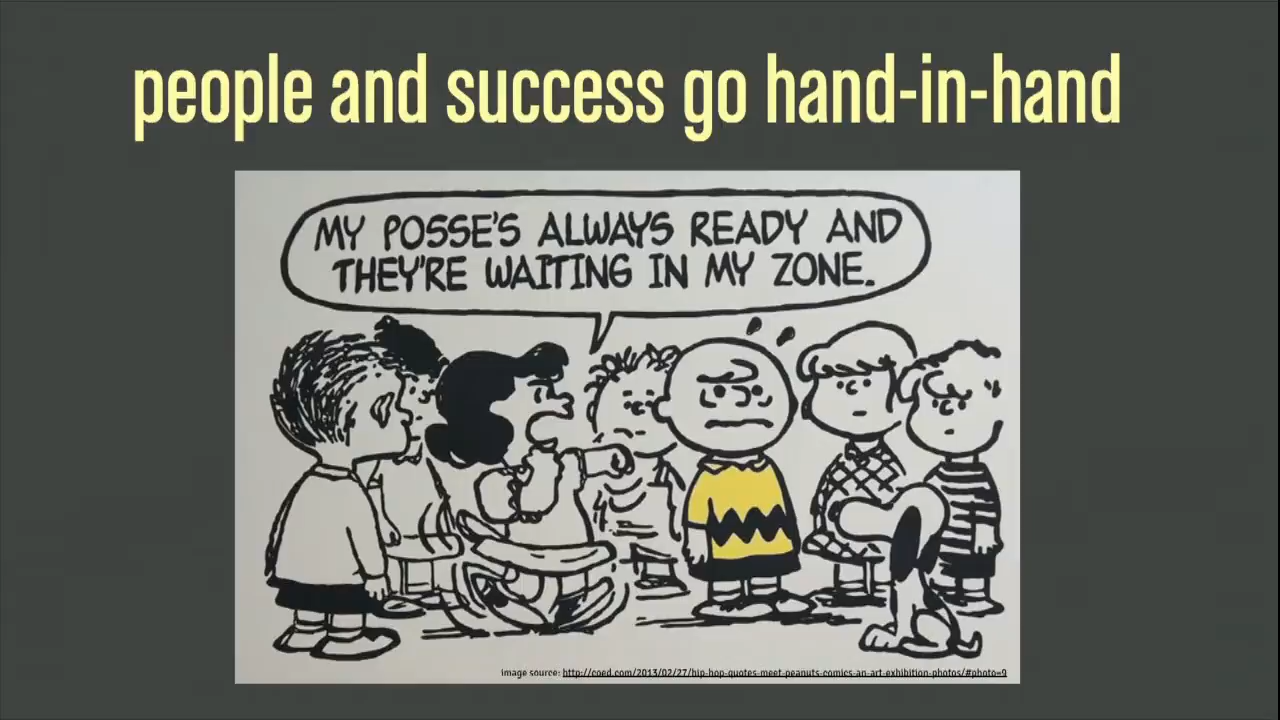 people and success go hand-in-hand
MY POSSE'S ALWAYS READY AND
THEY'RE WAITING IN MY ZONE.
image source: http://coed.com/2013/02/27/hip-hop-quotes-meet-peanuts-comics-an-art-exhibition-photos/#photo=9